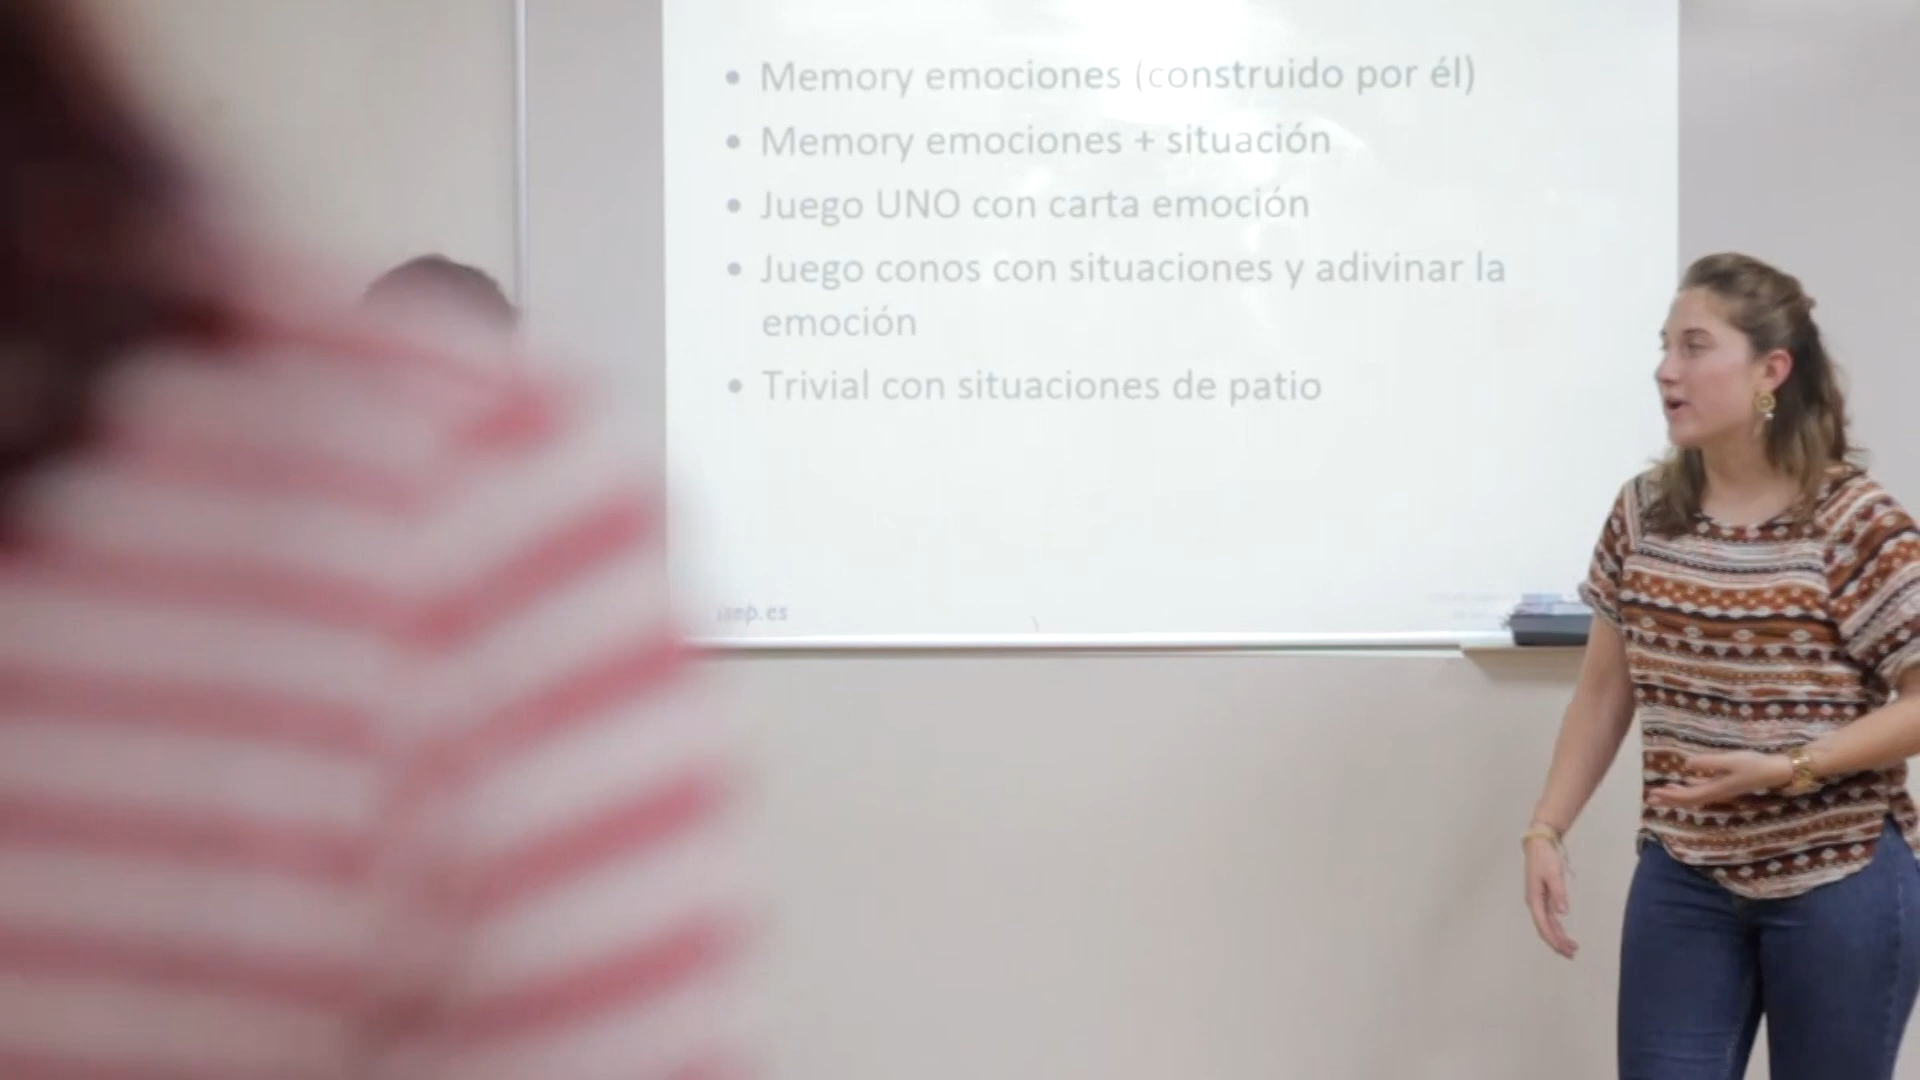 • Memory emociones (construido por él)
• Memory emociones + situación
• Juego UNO con carta emoción
• Juego conos con situaciones y adivinar la
emoción
• Trivial con situaciones de patio
isep.es